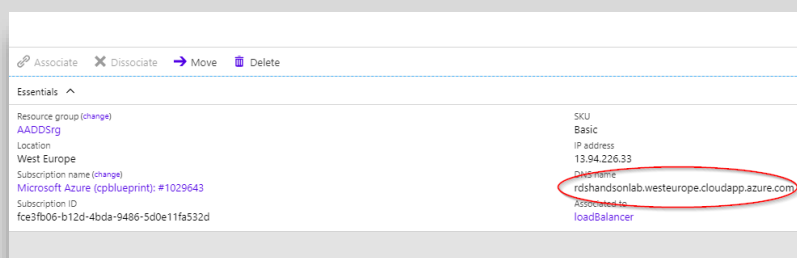 Associate Dissociate Move Delete
Essentials
Resource group (change)
AADDSrg
Location
West Europe
Subscription name (change)
Microsoft Azure (cpblueprint): #1029643
Subscription ID
fce3fb06-b12d-4bda-9486-5d0e11fa532d
SKU
Basic
IP address
13.94.226.33
DNS name
rdshandsonlab.westeurope.cloudapp.azure.com
Associated to
loadBalancer